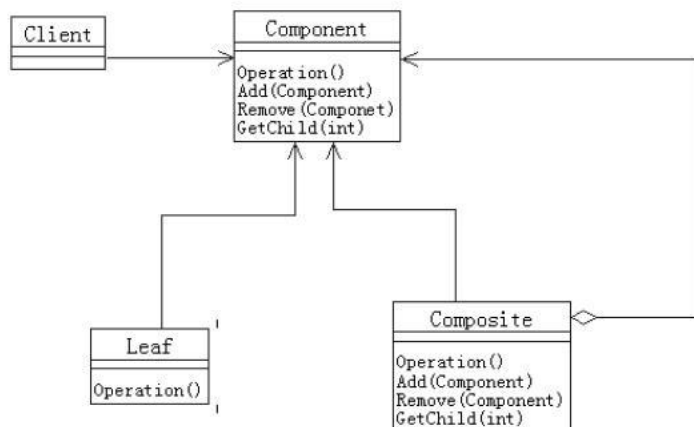 Client
Component
Operation()
Add(Component)
Remove(Componet)
GetChild(int)
Leaf
Operation()
Composite
Operation()
Add(Component)
Remove(Component)
GetChild(int)